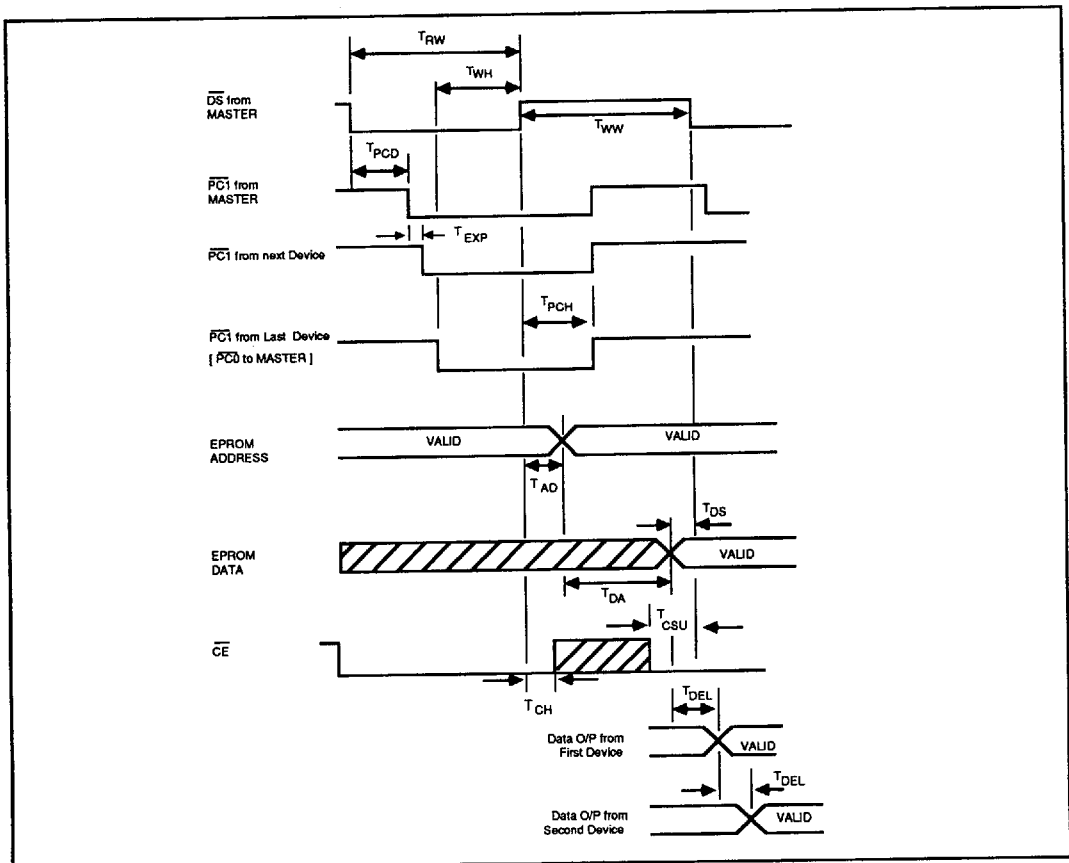 TRW
TWH
DS from
MASTER
TWW
TPCD
PC1 from
MASTER
TEXP
PC1 from next Device
TPCH
PC1 from Last Device
[ PC0 to MASTER ]
EPROM
ADDRESS
VALID
VALID
TAD
TDS
EPROM
DATA
VALID
TDA
TCSU
CE
TCH
TDEL
Data O/P from
First Device
VALID
TDEL
Data O/P from
Second Device
VALID